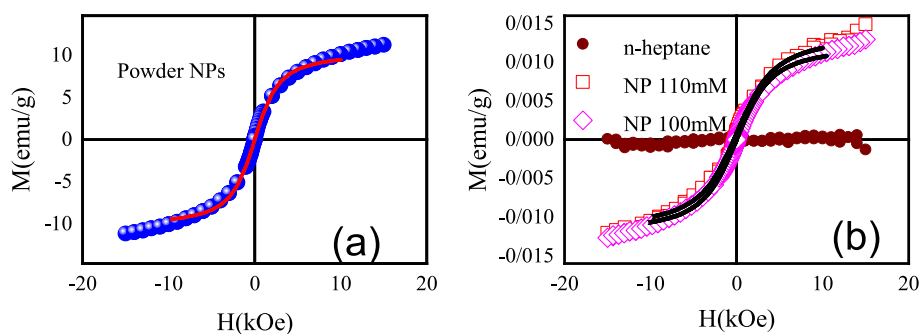 10
5
0
-5
-10
M(emu/g)
Powder NPs
(a)
-20
-10
0
10
20
H(kOe)
0/015
0/010
0/005
0/000
-0/005
-0/010
-0/015
M(emu/g)
n-heptane
NP 110mM
NP 100mM
(b)
-20
-10
0
10
20
H(kOe)